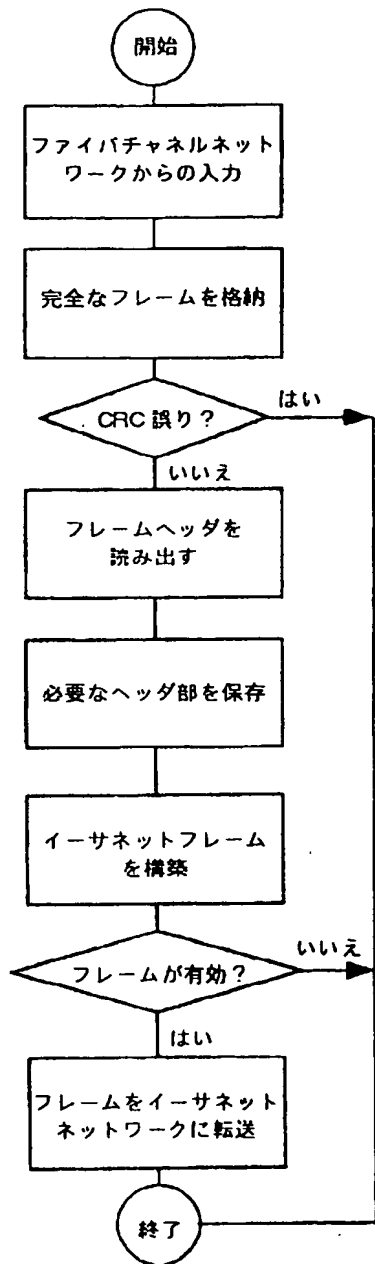 開始
ファイバチャネルネット
ワークからの入力
完全なフレームを格納
CRC 誤り?
はい
いいえ
フレームヘッダを
読み出す
必要なヘッダ部を保存
イーサネットフレーム
を構築
いいえ
フレームが有効?
はい
フレームをイーサネット
ネットワークに転送
終了